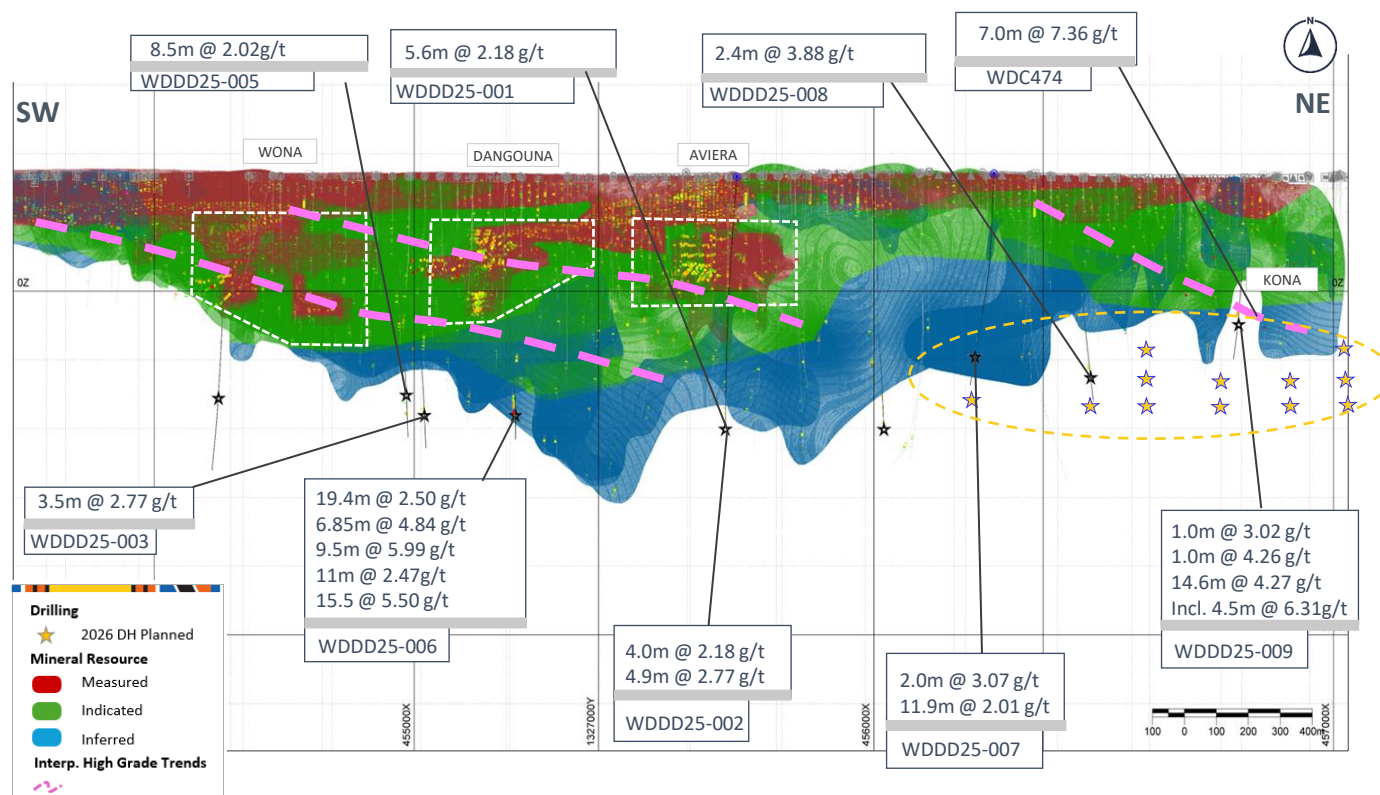 8.5m @ 2.02g/t
WDDD25-005
5.6m @ 2.18 g/t
WDDD25-001
2.4m @ 3.88 g/t
WDDD25-008
7.0m @ 7.36 g/t
WDC474
N
SW
NE
WONA
DANGOUNA
AVIERA
KONA
0Z
0Z
3.5m @ 2.77 g/t
WDDD25-003
19.4m @ 2.50 g/t
6.85m @ 4.84 g/t
9.5m @ 5.99 g/t
11m @ 2.47g/t
15.5 @ 5.50 g/t
WDDD25-006
4.0m @ 2.18 g/t
4.9m @ 2.77 g/t
WDDD25-002
2.0m @ 3.07 g/t
11.9m @ 2.01 g/t
WDDD25-007
1.0m @ 3.02 g/t
1.0m @ 4.26 g/t
14.6m @ 4.27 g/t
Incl. 4.5m @ 6.31g/t
WDDD25-009
455000X
1327000Y
456000X
457000X
100 0 100 200 300 400m
Drilling
2026 DH Planned
Mineral Resource
Measured
Indicated
Inferred
Interp. High Grade Trends